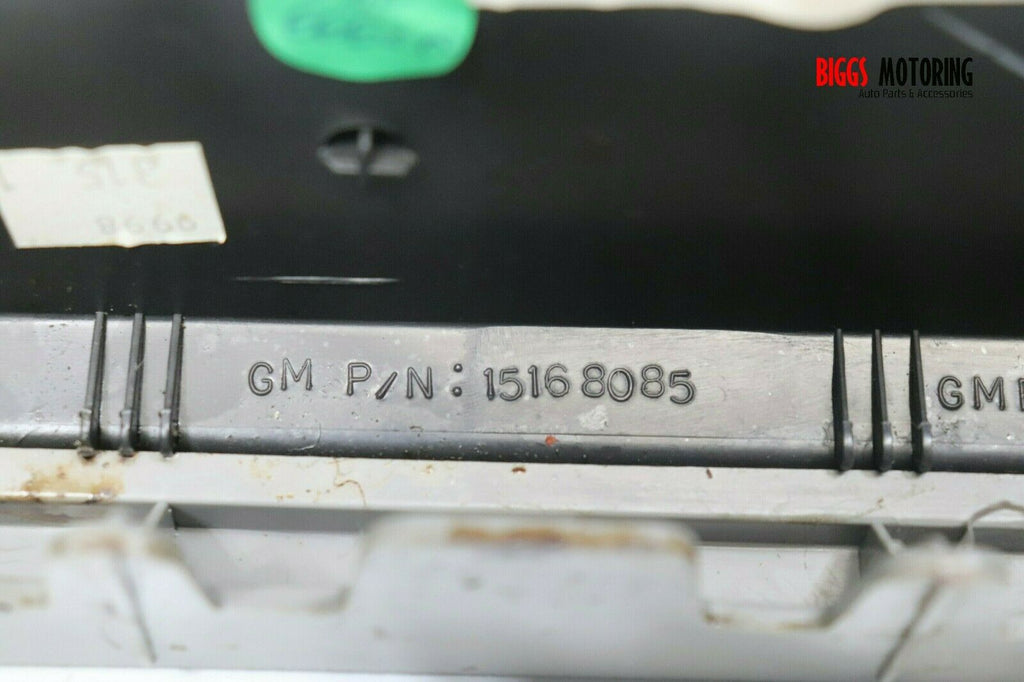 BIGGS MOTORING
Auto Parts & Accessories
GM P/N: 15168085
GM